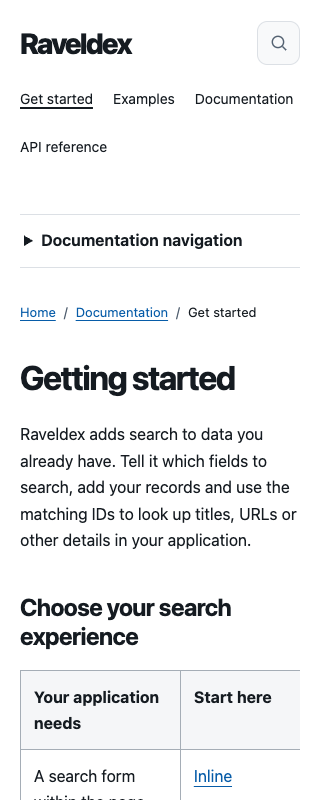 Raveldex
Get started Examples Documentation
API reference
Documentation navigation
Home / Documentation / Get started
Getting started
Raveldex adds search to data you
already have. Tell it which fields to
search, add your records and use the
matching IDs to look up titles, URLs or
other details in your application.
Choose your search
experience
Your application
needs
Start here
A search form
within the page
Inline